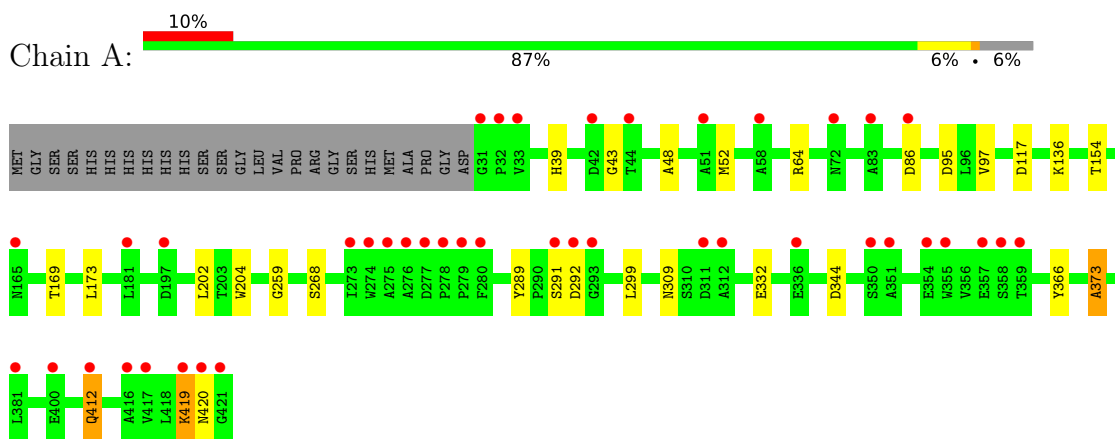 10%
Chain A:
87% 6% • 6%
MET GLY SER SER HIS HIS HIS HIS HIS HIS SER SER GLY LEU VAL PRO ARG GLY SER HIS MET ALA PRO GLY ASP G31 P32 V33 H39 D42 G43 T44 A48 A51 M52 A58 R64 N72 A83 D86 D95 L96 V97 D117 K136 T154
N165 T169 L173 L181 D197 L202 T203 W204 G259 S268 I273 W274 A275 A276 D277 P278 P279 F280 Y289 P290 S291 D292 G293 L299 N309 S310 D311 A312 E332 E336 D344 S350 A351 E354 W355 V356 E357 S358 T359 Y366 A373
L381 E400 Q412 A416 V417 L418 K419 N420 G421